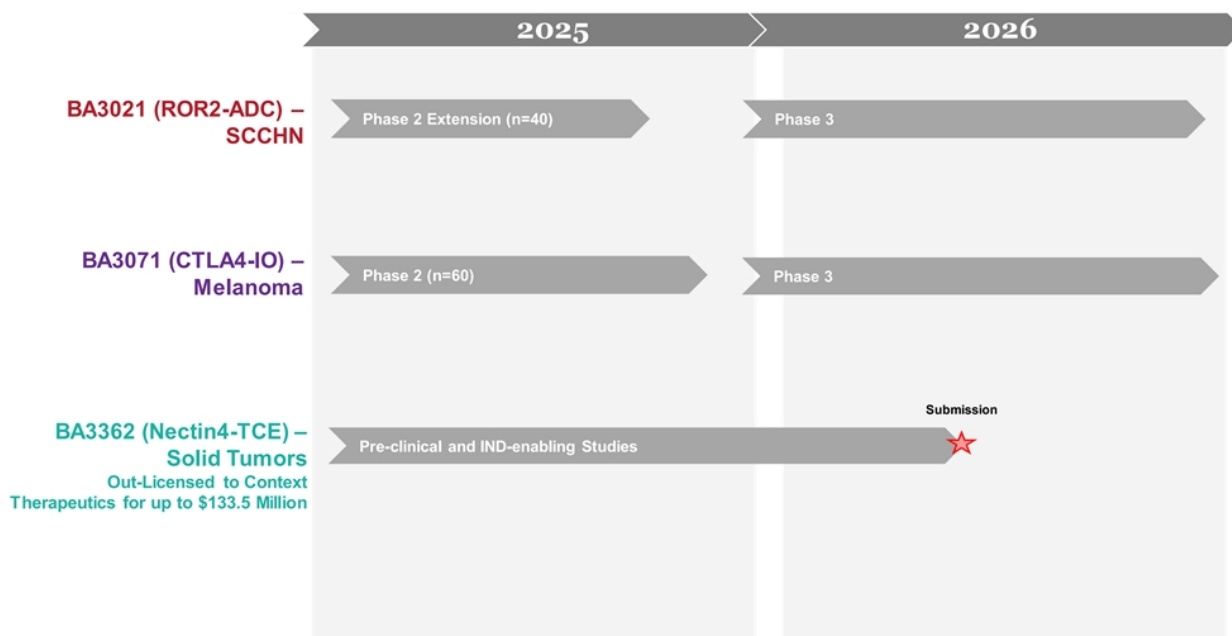 2025
2026
BA3021 (ROR2-ADC) –
SCCHN
Phase 2 Extension (n=40)
Phase 3
BA3071 (CTLA4-IO) –
Melanoma
Phase 2 (n=60)
Phase 3
BA3362 (Nectin4-TCE) –
Solid Tumors
Out-Licensed to Context
Therapeutics for up to $133.5 Million
Pre-clinical and IND-enabling Studies
Submission